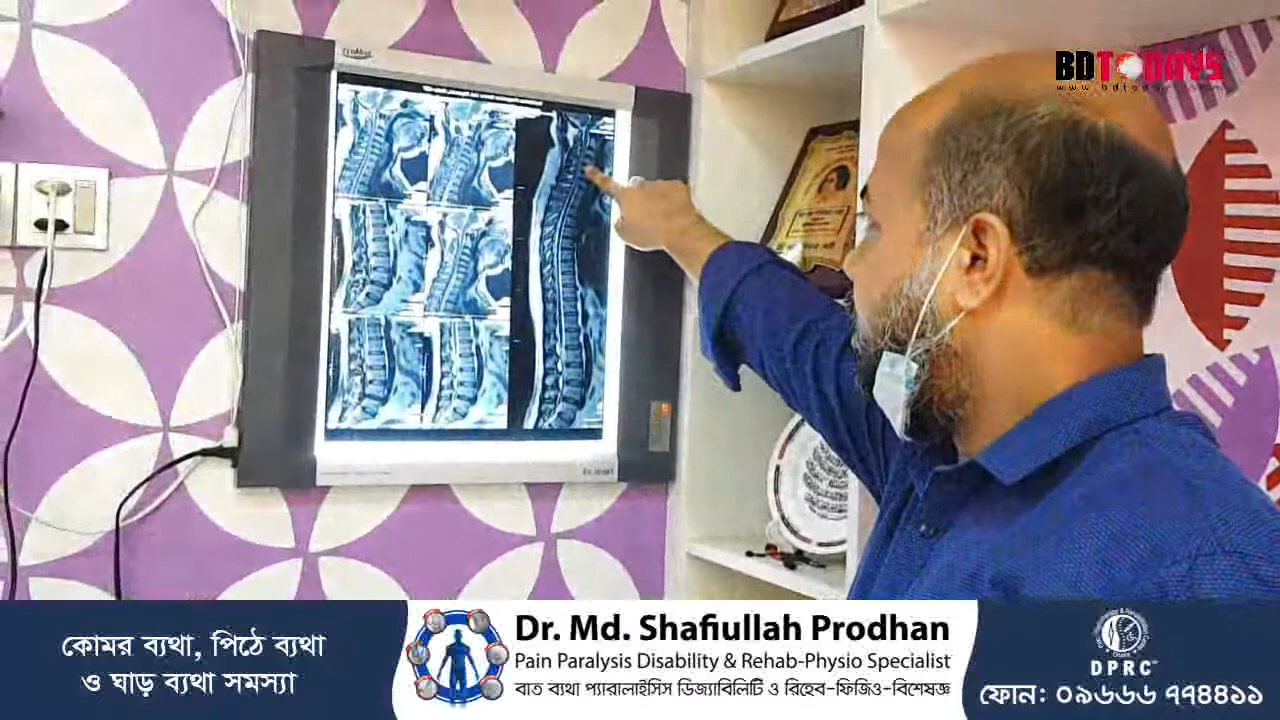 BDTODAYS
কোমর ব্যথা, পিঠে ব্যথা
ও ঘাড় ব্যথা সমস্যা
Dr. Md. Shafiullah Prodhan
Pain Paralysis Disability & Rehab-Physio Specialist
বাত ব্যথা প্যারালাইসিস ডিজ্যাবিলিটি ও রিহেব-ফিজিও-বিশেষজ্ঞ
DPRC
ফোন: ০৯৬৬৬ ৭৭৪৪১১